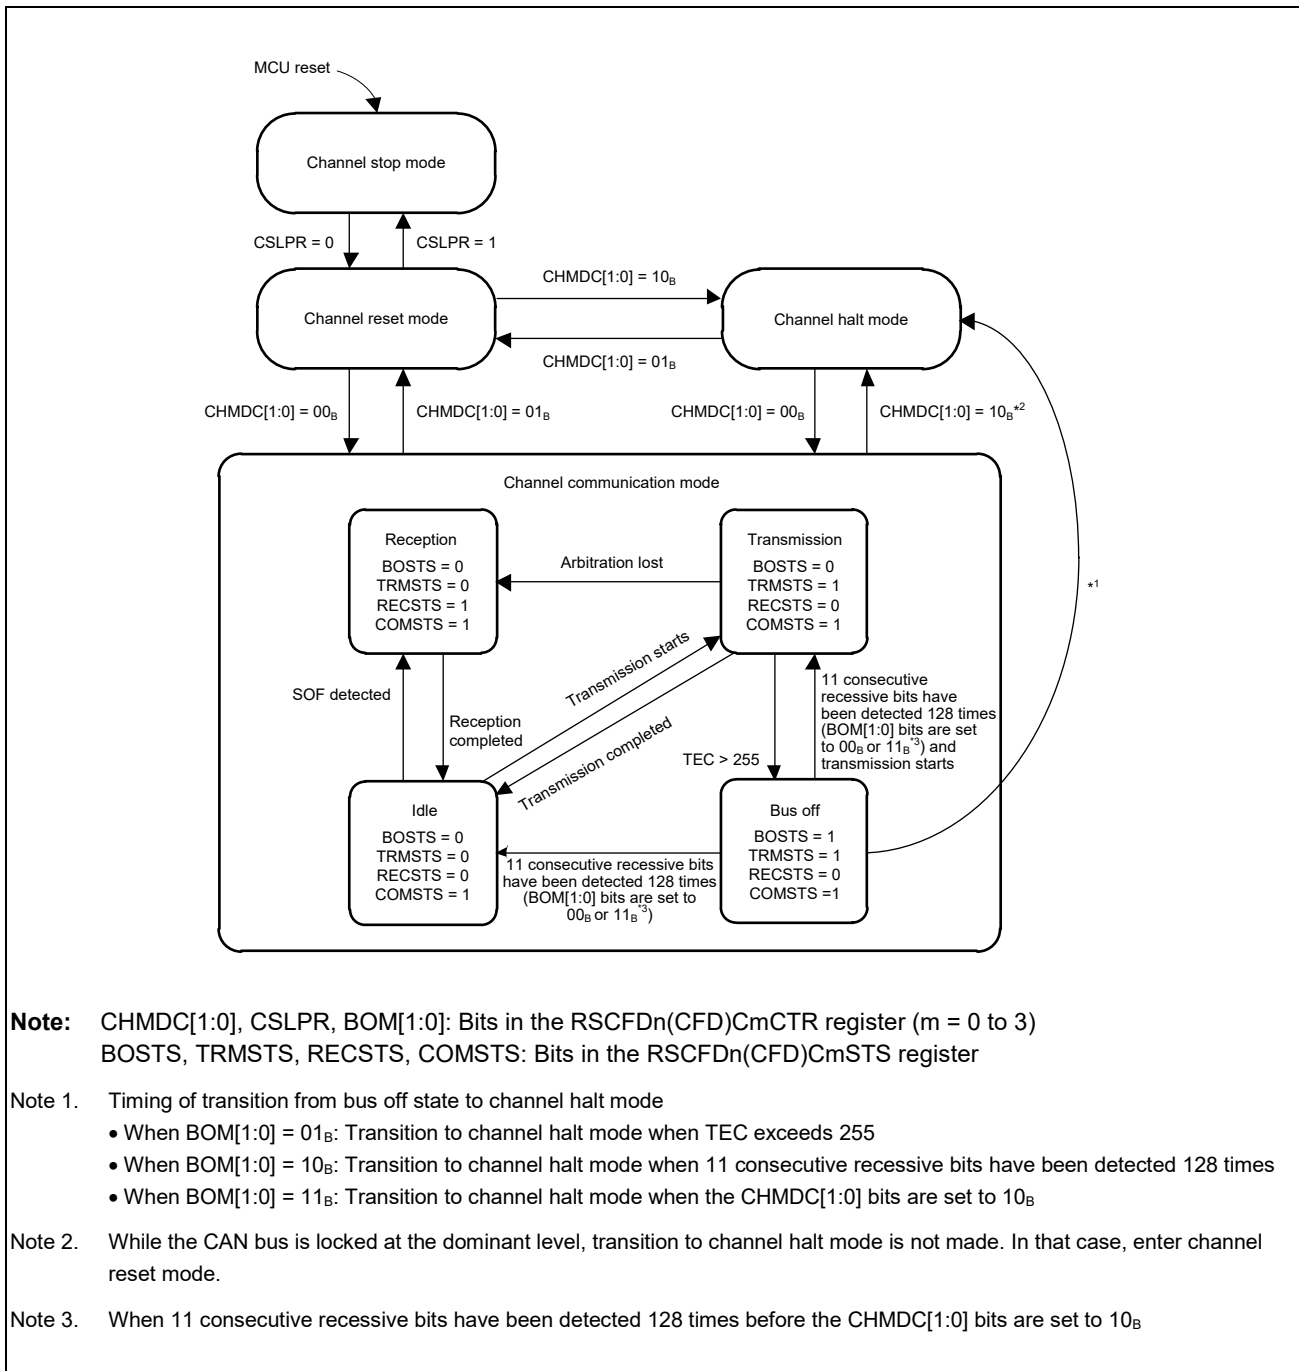 MCU reset
Channel stop mode
CSLPR = 0
CSLPR = 1
CHMDC[1:0] = 10B
Channel reset mode
Channel halt mode
CHMDC[1:0] = 01B
CHMDC[1:0] = 00B
CHMDC[1:0] = 01B
CHMDC[1:0] = 00B
CHMDC[1:0] = 10B*2
Channel communication mode
Reception
BOSTS = 0
TRMSTS = 0
RECSTS = 1
COMSTS = 1
Arbitration lost
Transmission
BOSTS = 0
TRMSTS = 1
RECSTS = 0
COMSTS = 1
*1
SOF detected
Reception
completed
Transmission starts
Transmission completed
TEC > 255
11 consecutive
recessive bits have
been detected 128 times
(BOM[1:0] bits are set
to 00B or 11B*3) and
transmission starts
Idle
BOSTS = 0
TRMSTS = 0
RECSTS = 0
COMSTS = 1
11 consecutive recessive bits
have been detected 128 times
(BOM[1:0] bits are set to
00B or 11B*3)
Bus off
BOSTS = 1
TRMSTS = 1
RECSTS = 0
COMSTS =1
Note: CHMDC[1:0], CSLPR, BOM[1:0]: Bits in the RSCFDn(CFD)CmCTR register (m = 0 to 3)
BOSTS, TRMSTS, RECSTS, COMSTS: Bits in the RSCFDn(CFD)CmSTS register
Note 1. Timing of transition from bus off state to channel halt mode
• When BOM[1:0] = 01B: Transition to channel halt mode when TEC exceeds 255
• When BOM[1:0] = 10B: Transition to channel halt mode when 11 consecutive recessive bits have been detected 128 times
• When BOM[1:0] = 11B: Transition to channel halt mode when the CHMDC[1:0] bits are set to 10B
Note 2. While the CAN bus is locked at the dominant level, transition to channel halt mode is not made. In that case, enter channel
reset mode.
Note 3. When 11 consecutive recessive bits have been detected 128 times before the CHMDC[1:0] bits are set to 10B